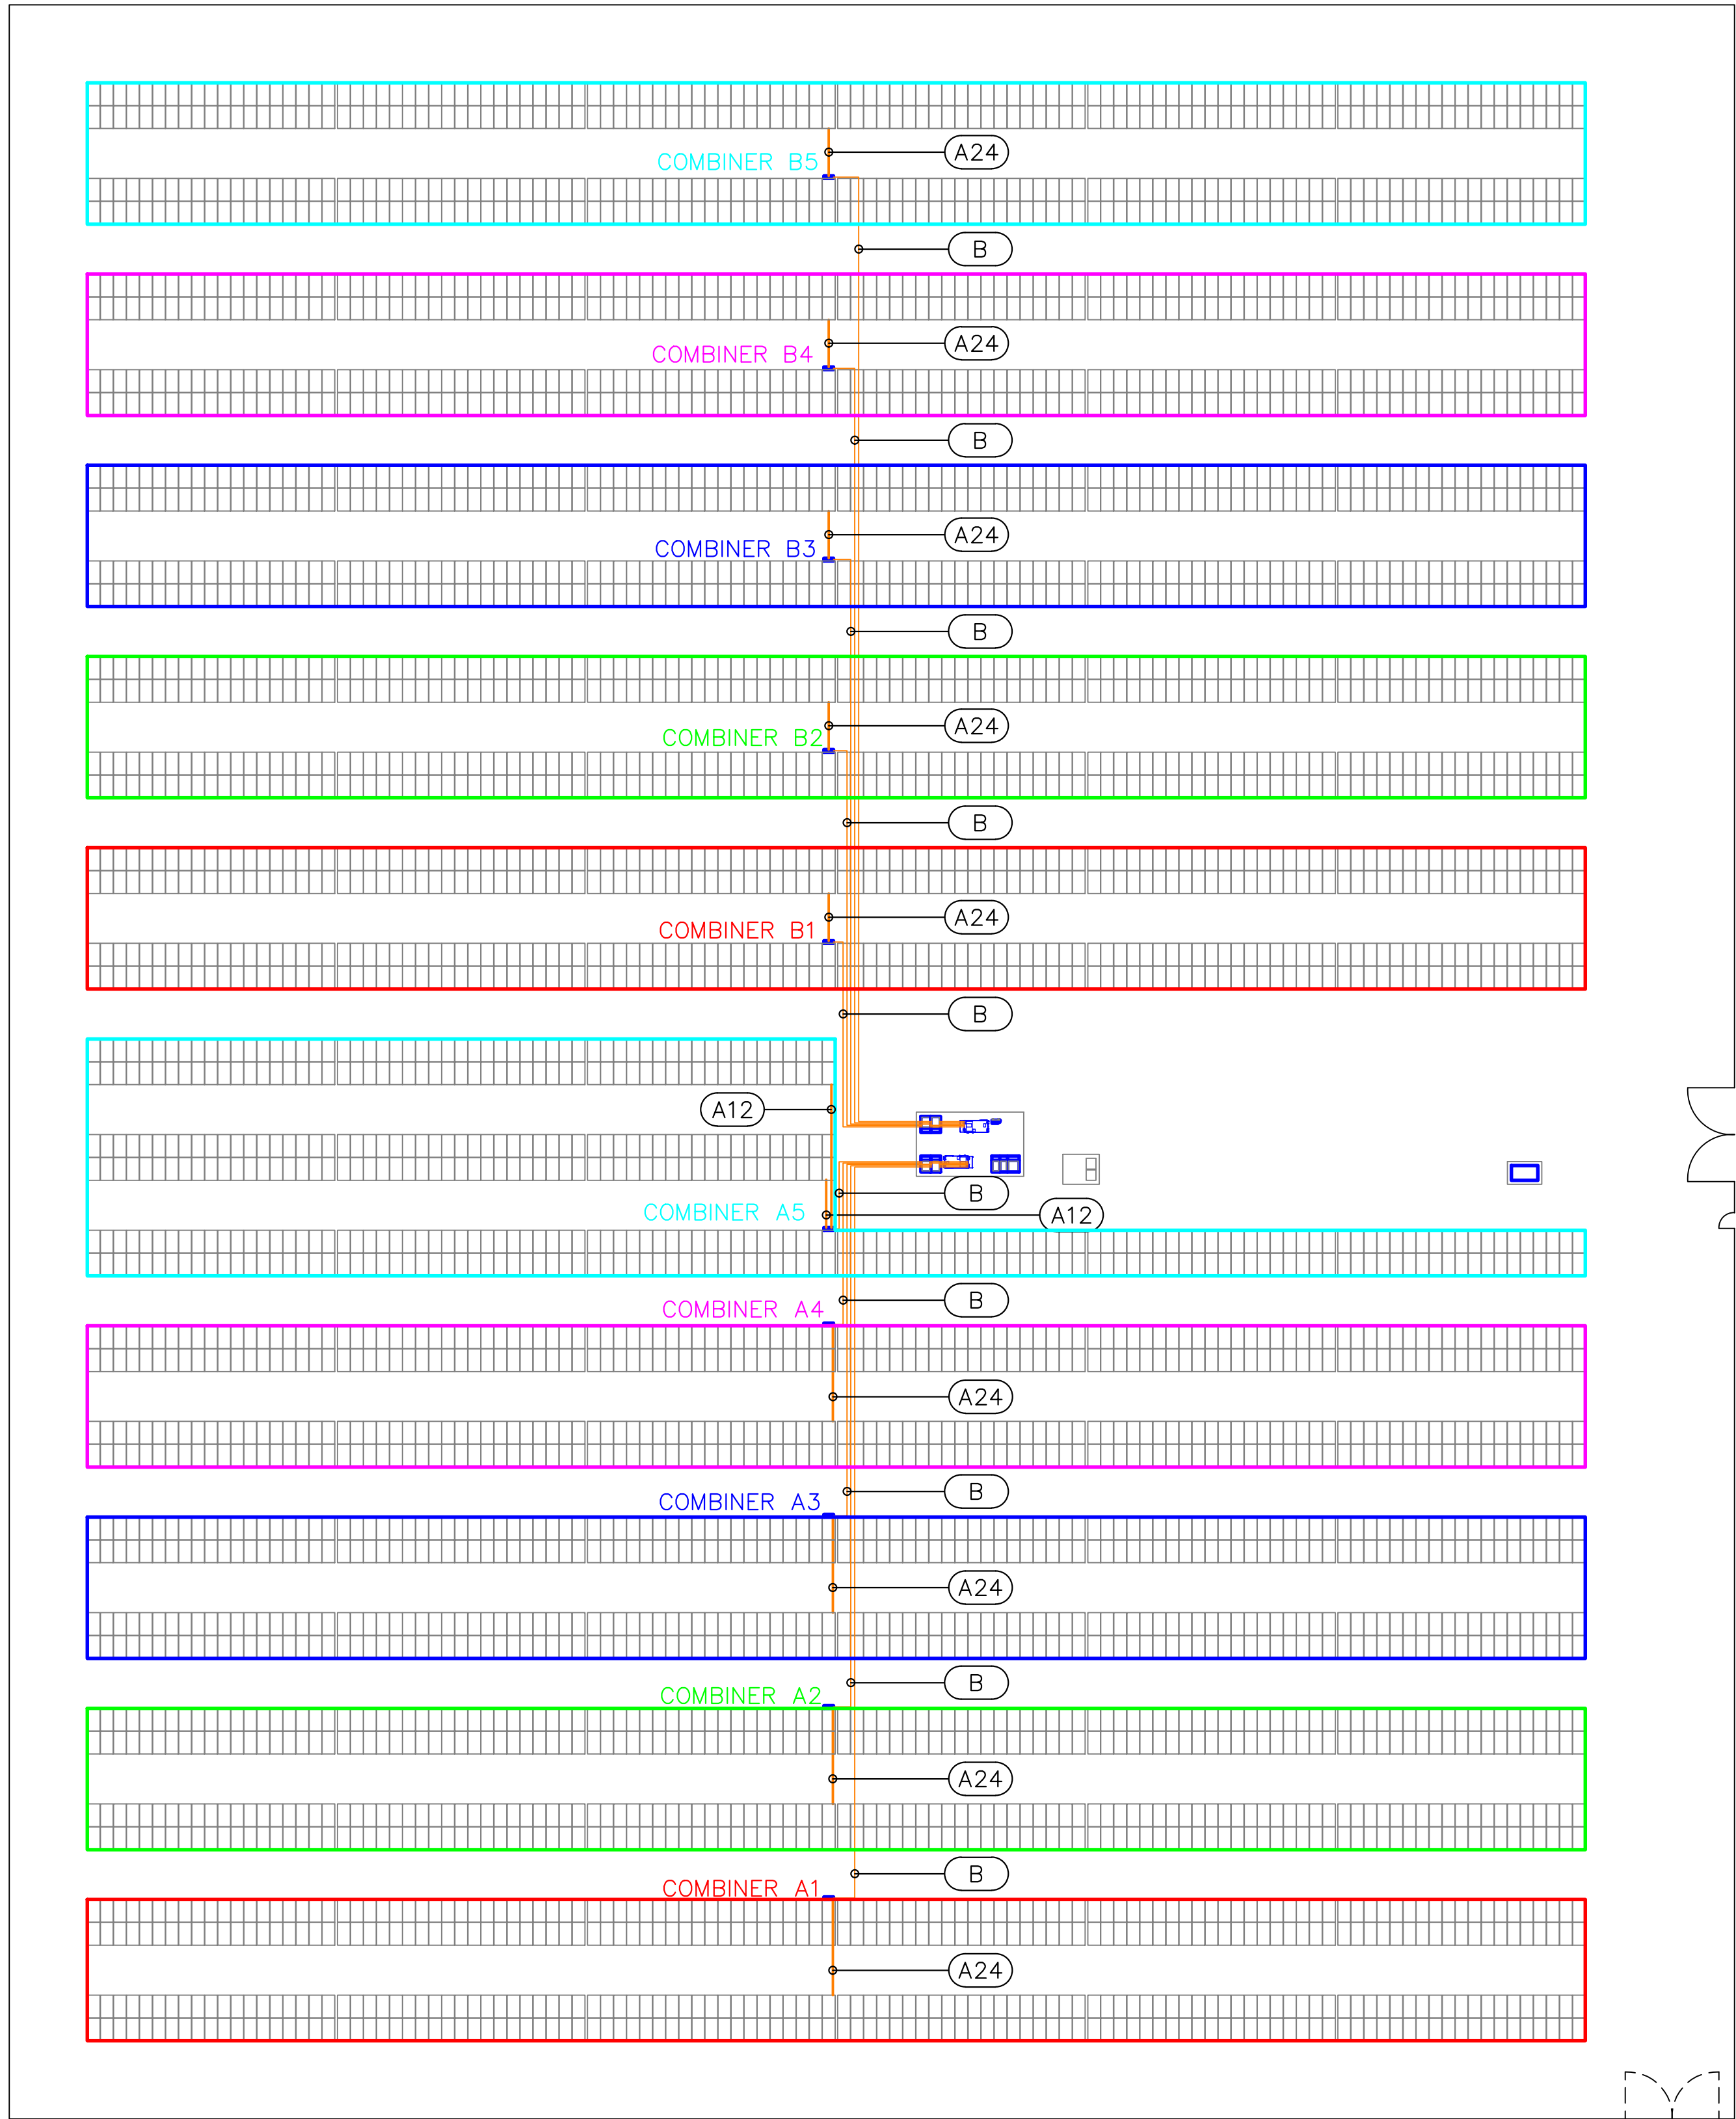 A24
COMBINER B5
B
A24
COMBINER B4
B
A24
COMBINER B3
B
A24
COMBINER B2
B
A24
COMBINER B1
B
A12
B
COMBINER A5
A12
B
COMBINER A4
A24
B
COMBINER A3
A24
B
COMBINER A2
A24
B
COMBINER A1
A24